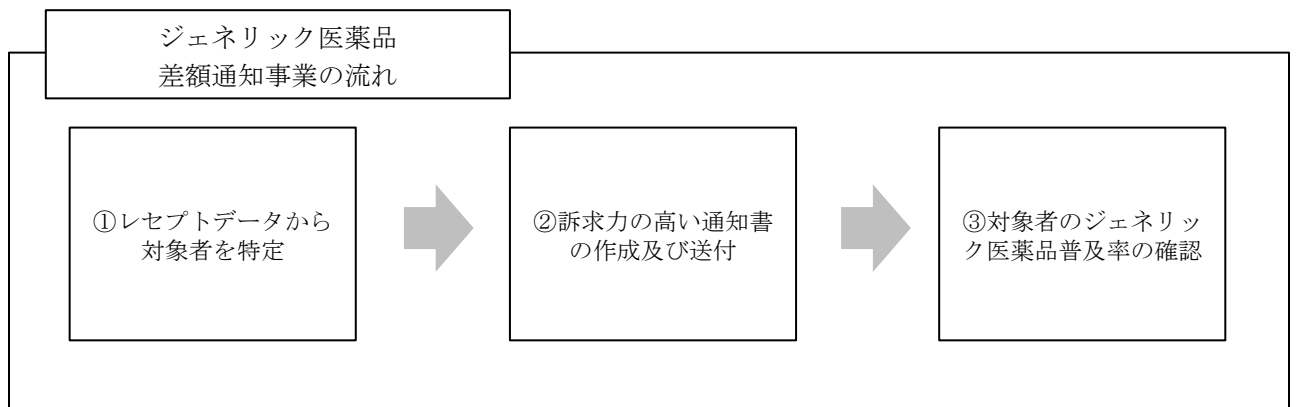 ジェネリック医薬品
差額通知事業の流れ
①レセプトデータから
対象者を特定
②訴求力の高い通知書
の作成及び送付
③対象者のジェネリッ
ク医薬品普及率の確認